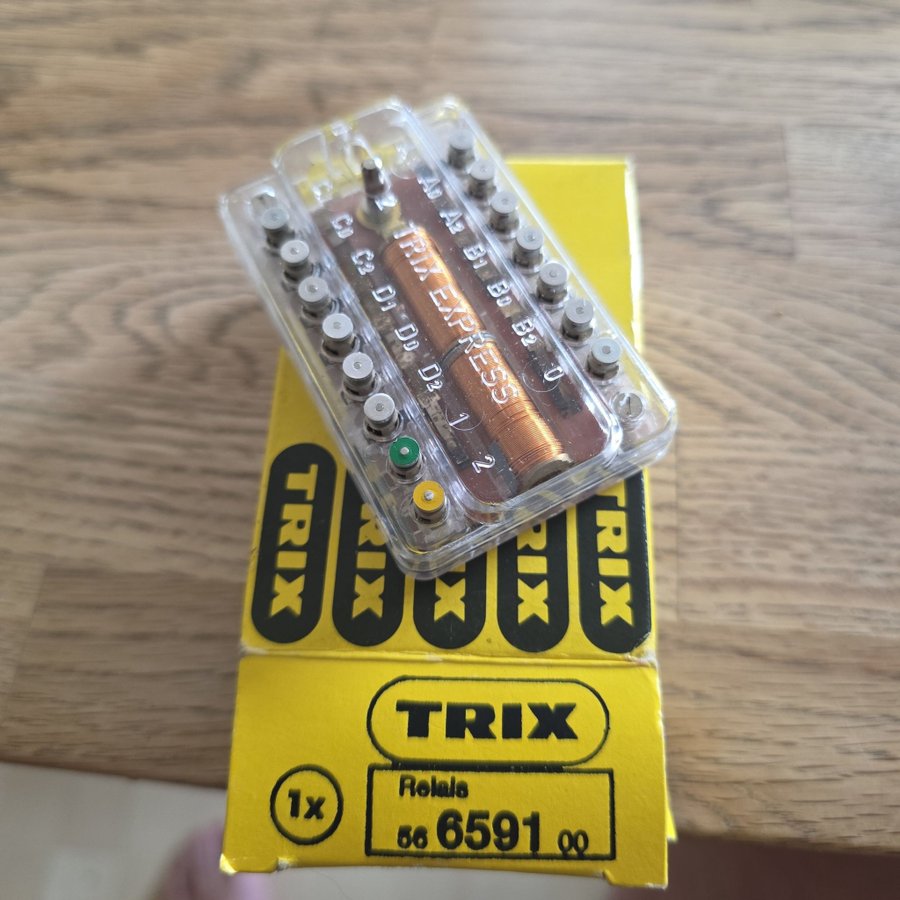 A0
A2
B1
B0
B2
0
C0
C2
D1
D0
D2
1
2
TRIX EXPRESS
TRIX
TRIX
TRIX
TRIX
TRIX
TRIX
1x
Relais
56 6591 00